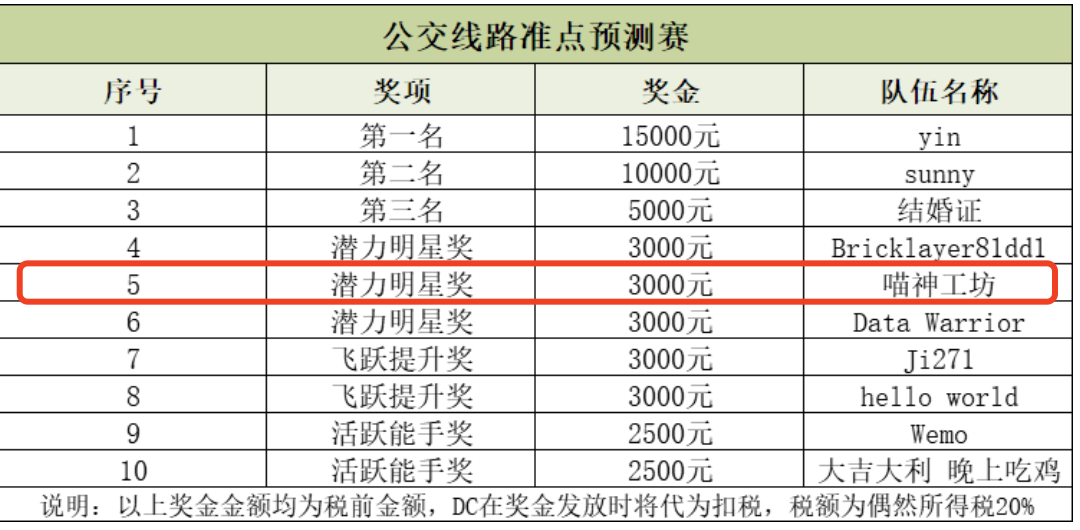 公交线路准点预测赛
序号 奖项 奖金 队伍名称
1 第一名 15000元 yin
2 第二名 10000元 sunny
3 第三名 5000元 结婚证
4 潜力明星奖 3000元 Bricklayer81dd1
5 潜力明星奖 3000元 喵神工坊
6 潜力明星奖 3000元 Data Warrior
7 飞跃提升奖 3000元 Ji271
8 飞跃提升奖 3000元 hello world
9 活跃能手奖 2500元 Wemo
10 活跃能手奖 2500元 大吉大利 晚上吃鸡
说明：以上奖金金额均为税前金额，DC在奖金发放时将代为扣税，税额为偶然所得税20%